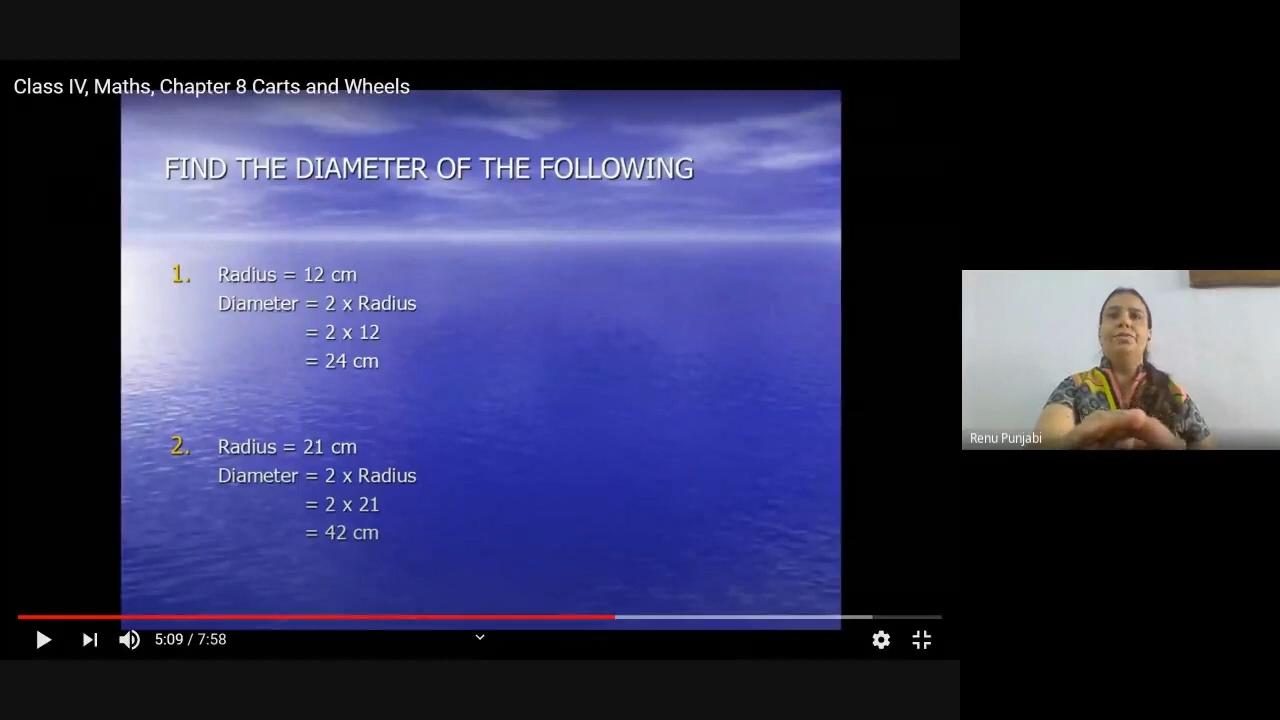 Class IV, Maths, Chapter 8 Carts and Wheels
FIND THE DIAMETER OF THE FOLLOWING
1. Radius = 12 cm
Diameter = 2 x Radius
= 2 x 12
= 24 cm
2. Radius = 21 cm
Diameter = 2 x Radius
= 2 x 21
= 42 cm
Renu Punjabi
5:09 / 7:58